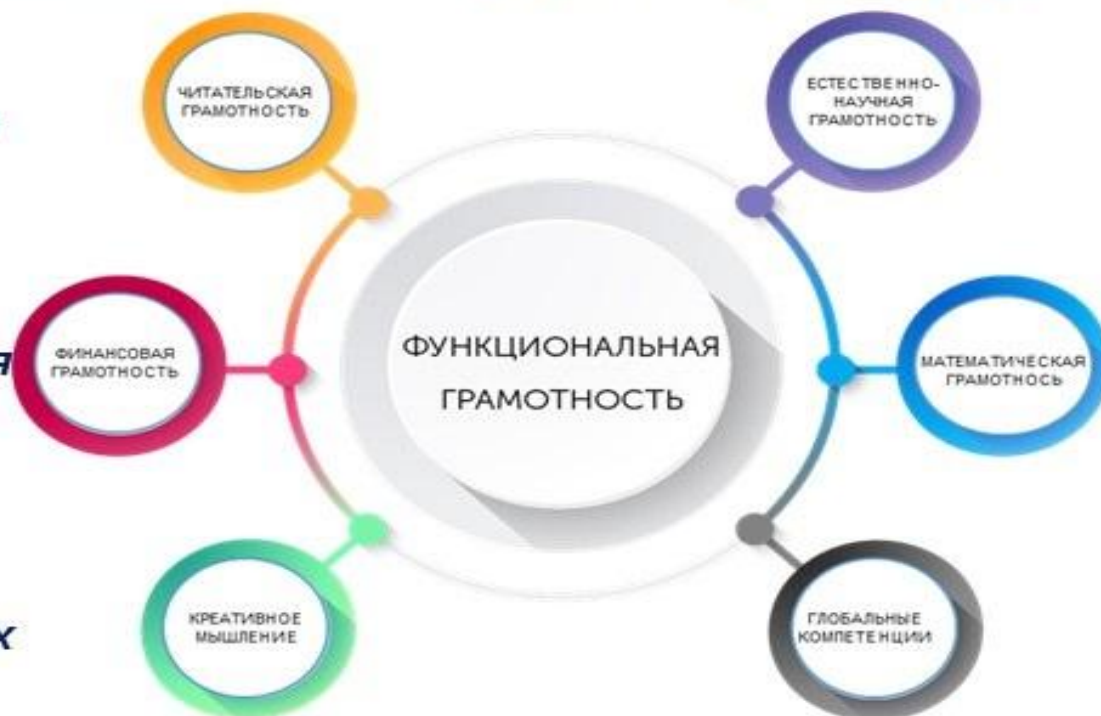 ЧИТАТЕЛЬСКАЯ
ГРАМОТНОСТЬ
ЕСТЕСТВЕННО-
НАУЧНАЯ
ГРАМОТНОСТЬ
ФИНАНСОВАЯ
ГРАМОТНОСТЬ
ФУНКЦИОНАЛЬНАЯ
ГРАМОТНОСТЬ
МАТЕМАТИЧЕСКАЯ
ГРАМОТНОСЬ
КРЕАТИВНОЕ
МЫШЛЕНИЕ
ГЛОБАЛЬНЫЕ
КОМПЕТЕНЦИИ